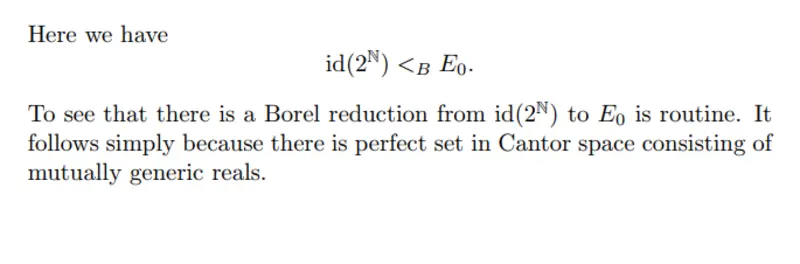 Here we have
id(2^ℕ) <_B E_0.
To see that there is a Borel reduction from id(2^ℕ) to E_0 is routine. It
follows simply because there is perfect set in Cantor space consisting of
mutually generic reals.